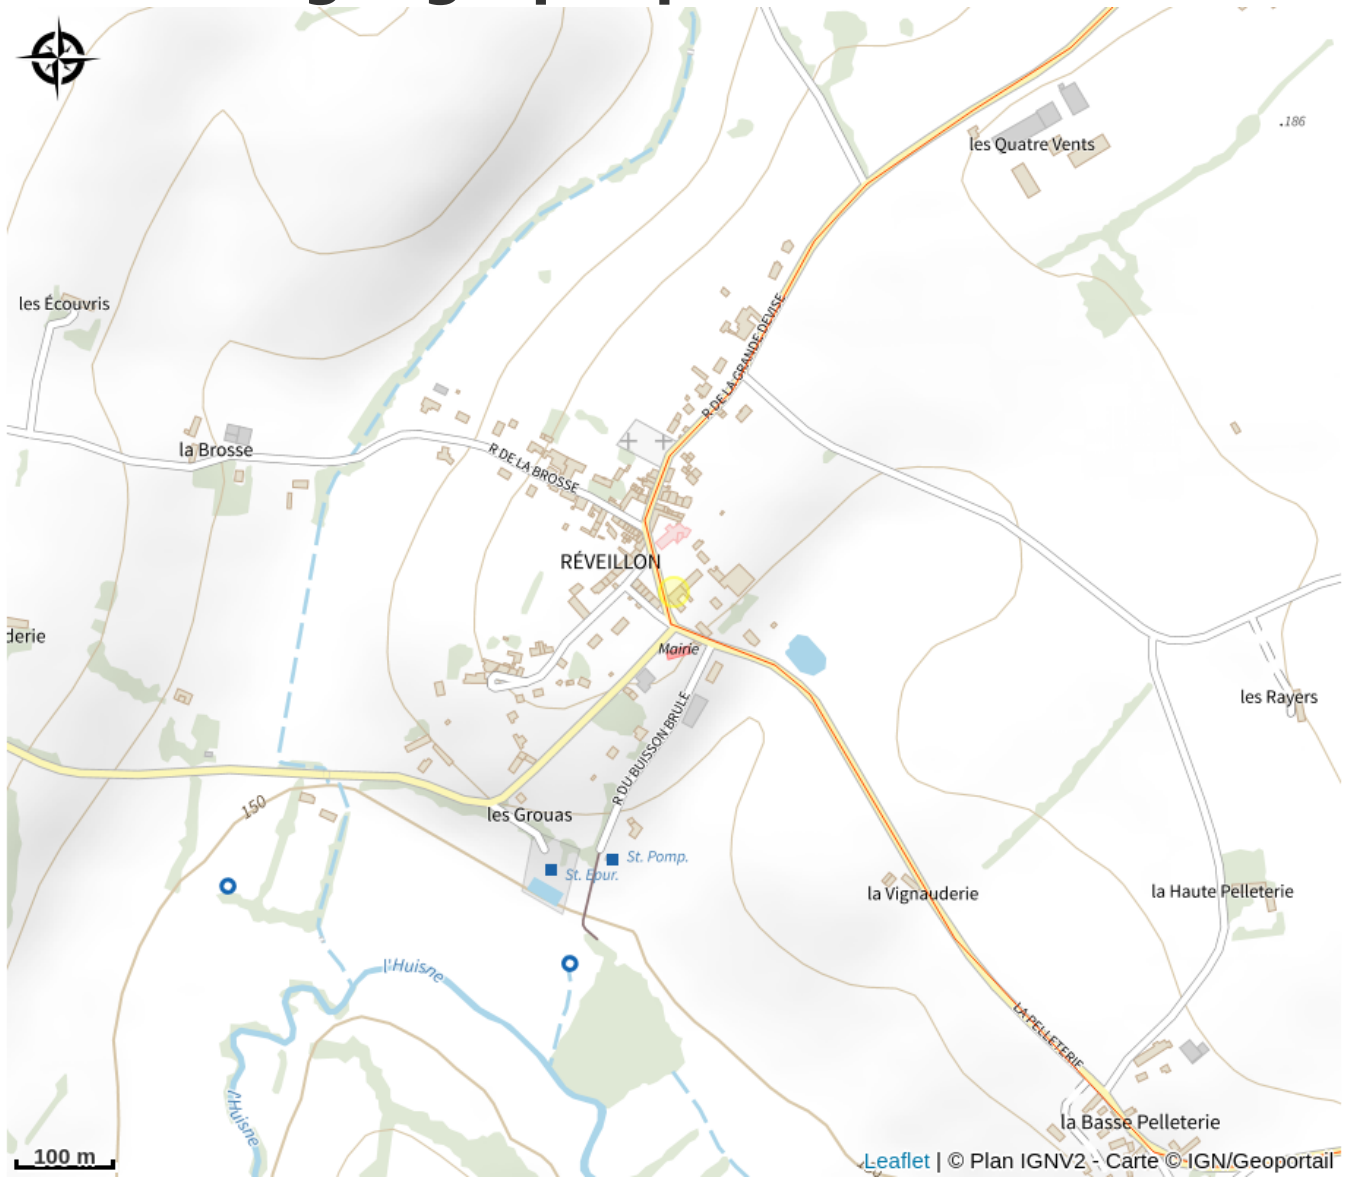 .186
les Quatre Vents
les Écouvris
R DE LA GRANDE DEVISE
la Brosse
R DE LA BROSSE
RÉVEILLON
derie
Mairie
les Rayers
R DU BUISSON BRULE
150
les Grouas
St. Pomp.
St. Epur.
la Vignauderie
la Haute Pelleterie
l'Huisne
LA PELLETERIE
l'Huisne
la Basse Pelleterie
100 m
Leaflet | © Plan IGNV2 - Carte © IGN/Geoportail